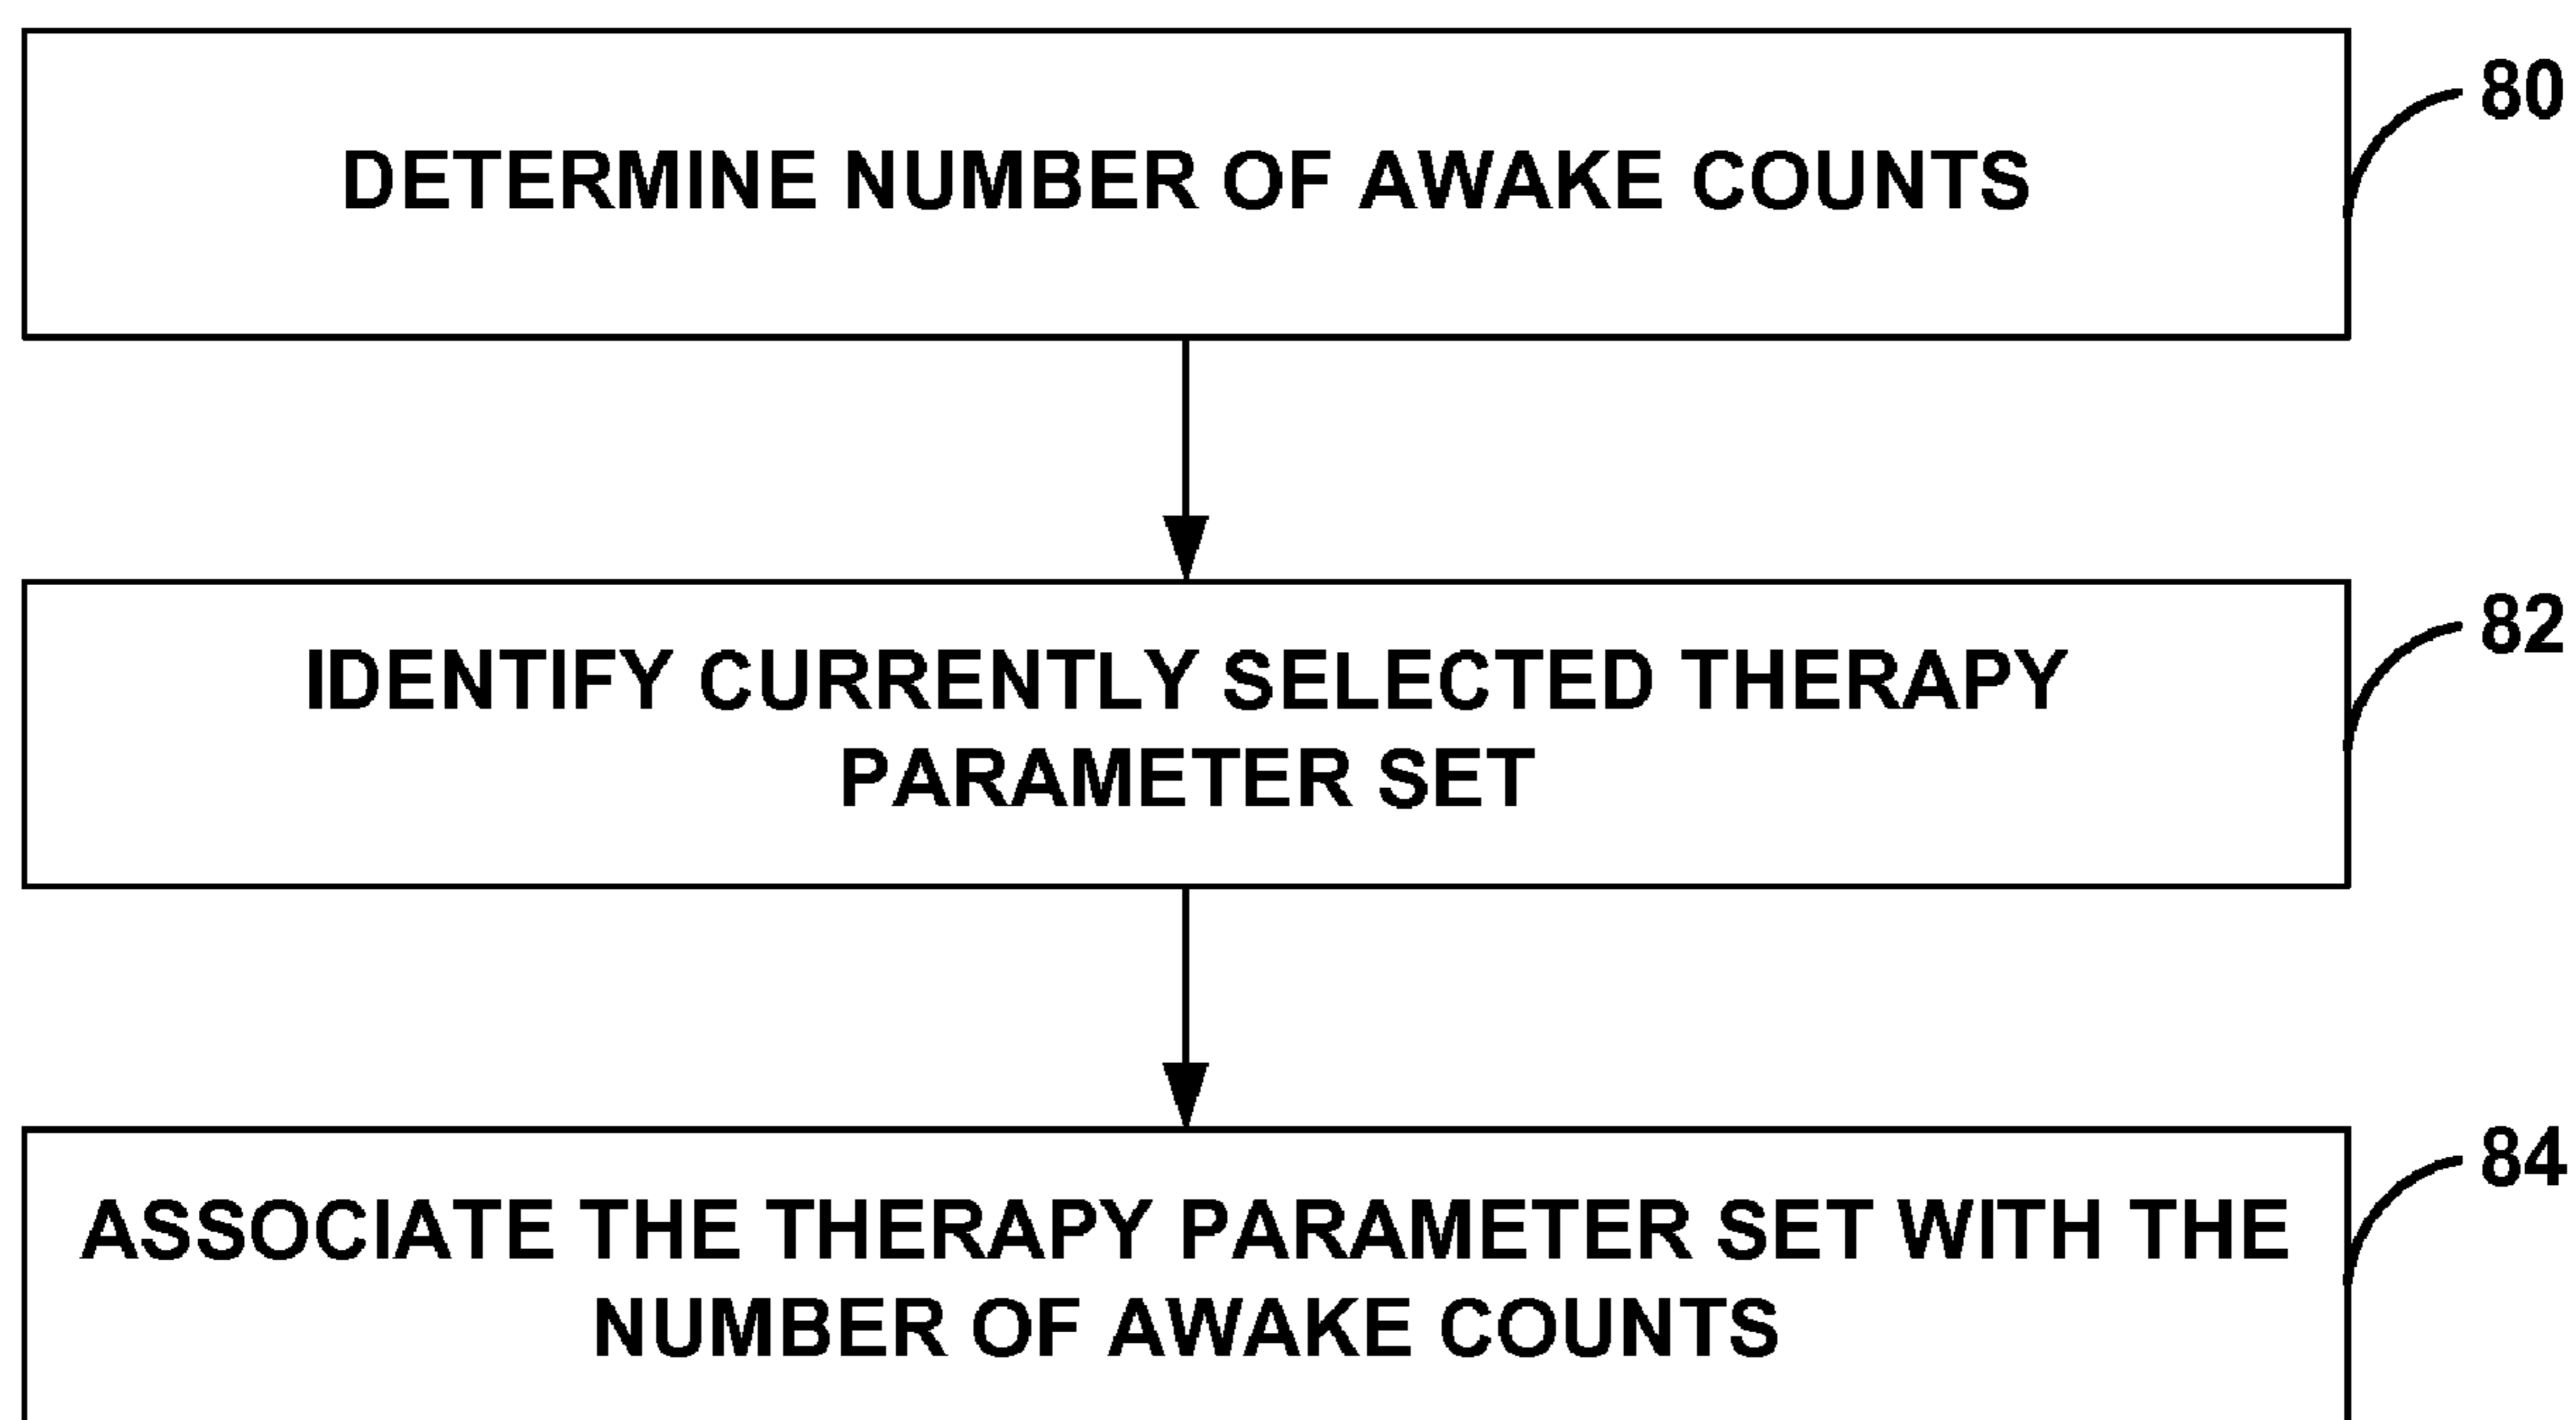 80
DETERMINE NUMBER OF AWAKE COUNTS
82
IDENTIFY CURRENTLY SELECTED THERAPY
PARAMETER SET
84
ASSOCIATE THE THERAPY PARAMETER SET WITH THE
NUMBER OF AWAKE COUNTS